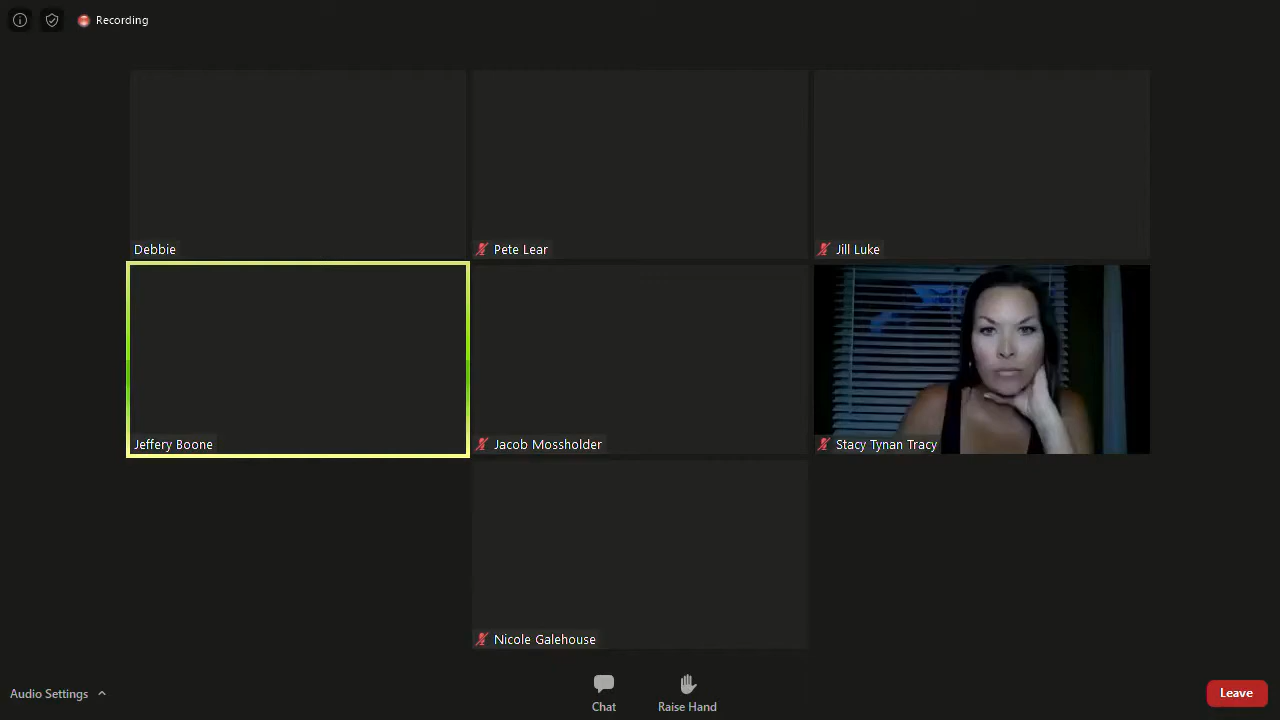 Recording
Debbie
Pete Lear
Jill Luke
Jeffery Boone
Jacob Mossholder
Stacy Tynan Tracy
Nicole Galehouse
Audio Settings
Chat
Raise Hand
Leave